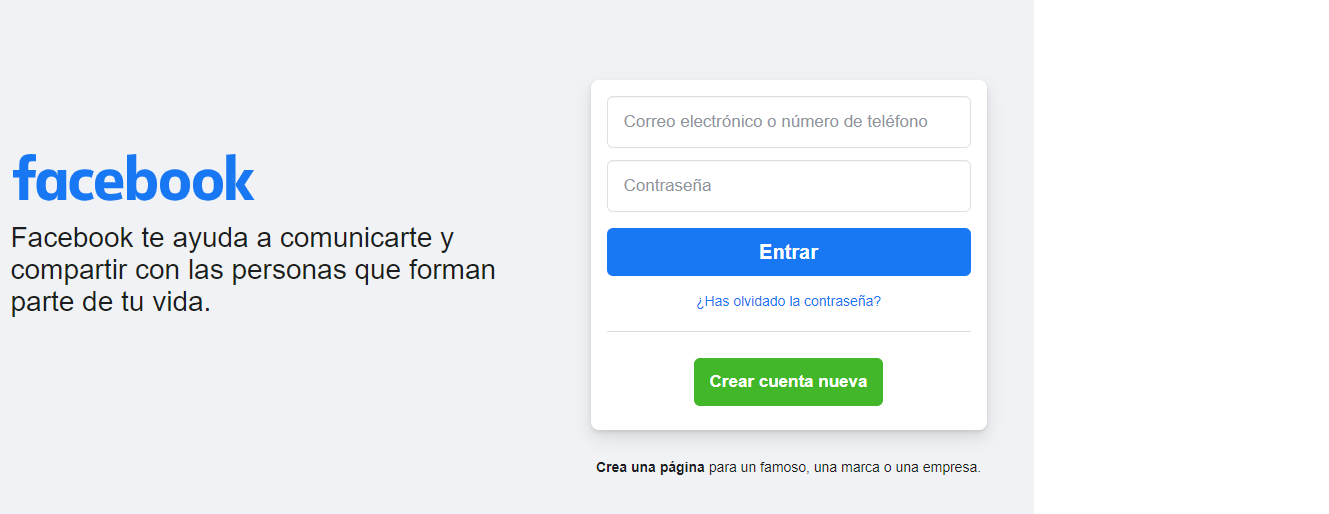 facebook
Facebook te ayuda a comunicarte y
compartir con las personas que forman
parte de tu vida.
Correo electrónico o número de teléfono
Contraseña
Entrar
¿Has olvidado la contraseña?
Crear cuenta nueva
Crea una página para un famoso, una marca o una empresa.